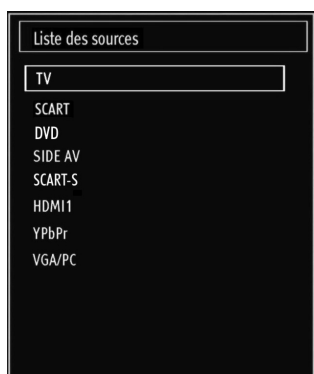 Liste des sources
TV
SCART
DVD
SIDE AV
SCART-S
HDMI1
YPbPr
VGA/PC